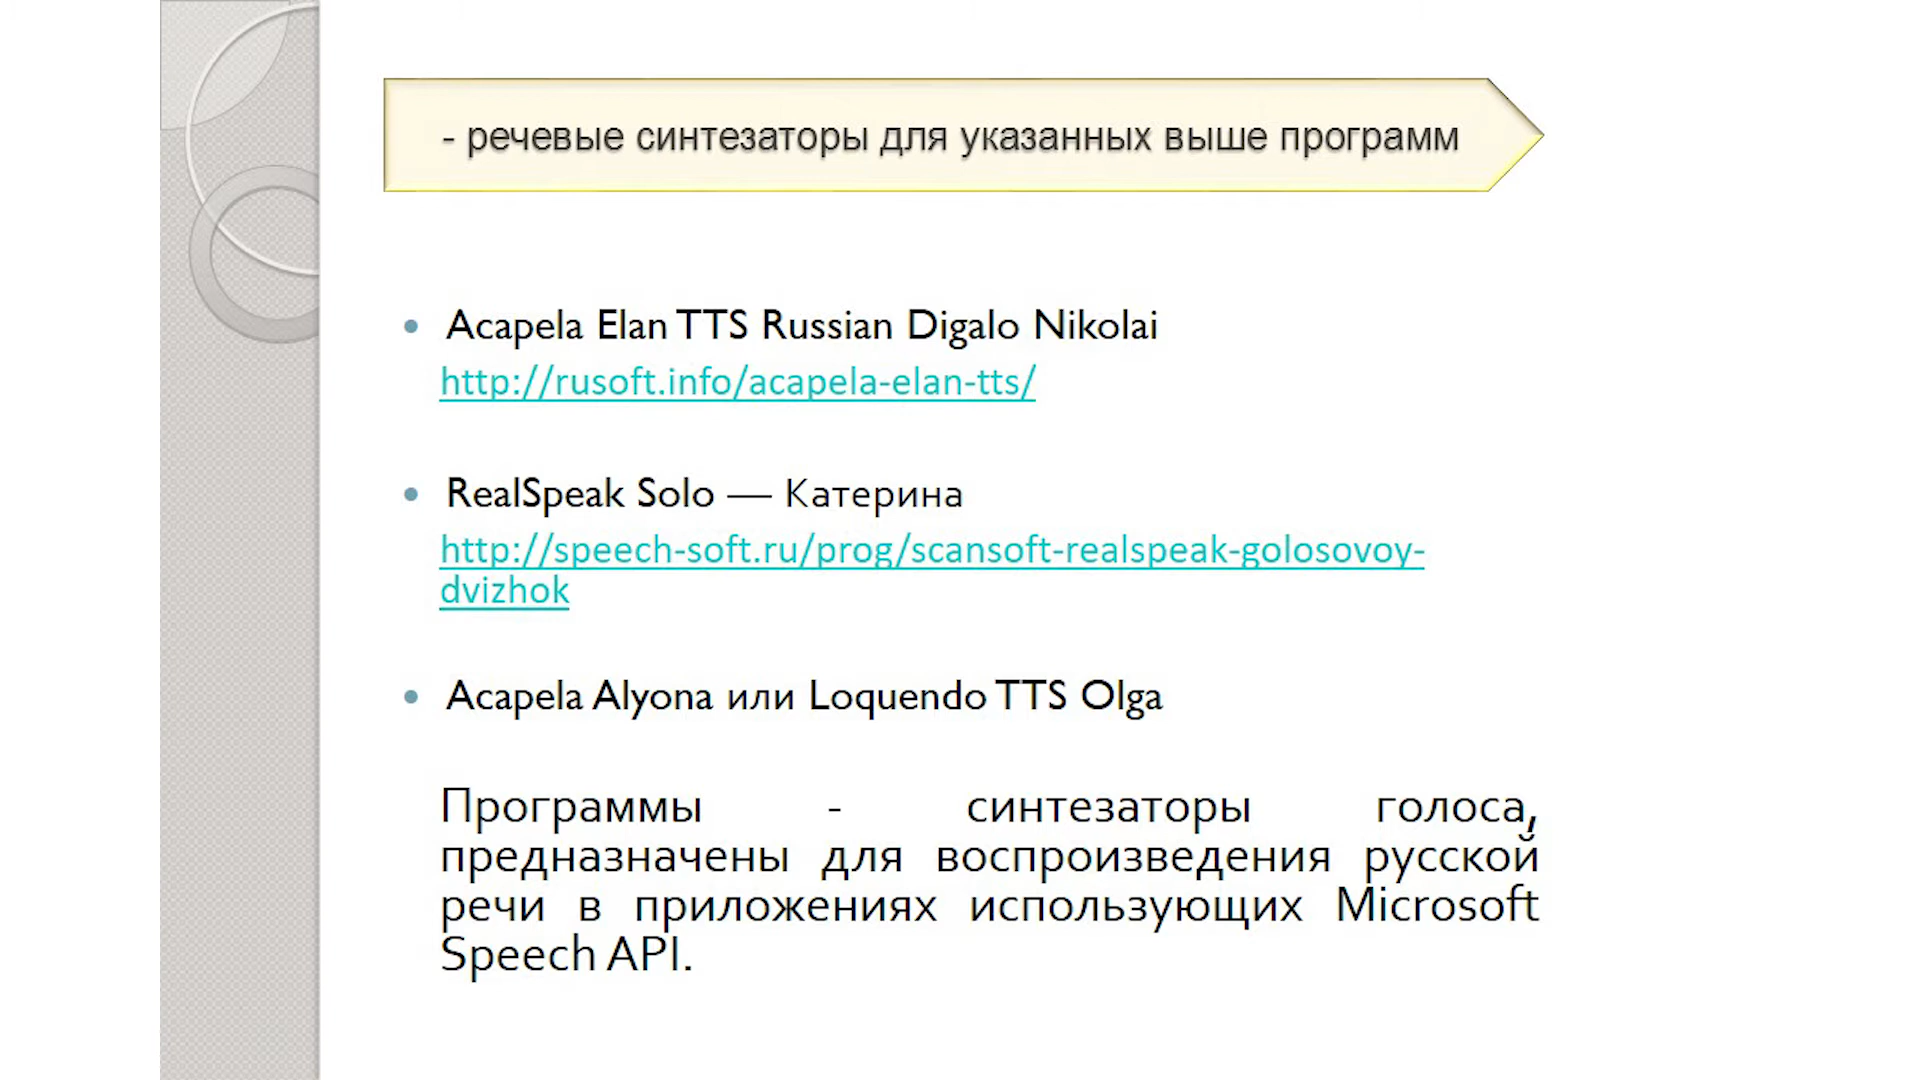 - речевые синтезаторы для указанных выше программ
• Acapela Elan TTS Russian Digalo Nikolai
http://rusoft.info/acapela-elan-tts/
• RealSpeak Solo — Катерина
http://speech-soft.ru/prog/scansoft-realspeak-golosovoy-
dvizhok
• Acapela Alyona или Loquendo TTS Olga
Программы - синтезаторы голоса,
предназначены для воспроизведения русской
речи в приложениях использующих Microsoft
Speech API.